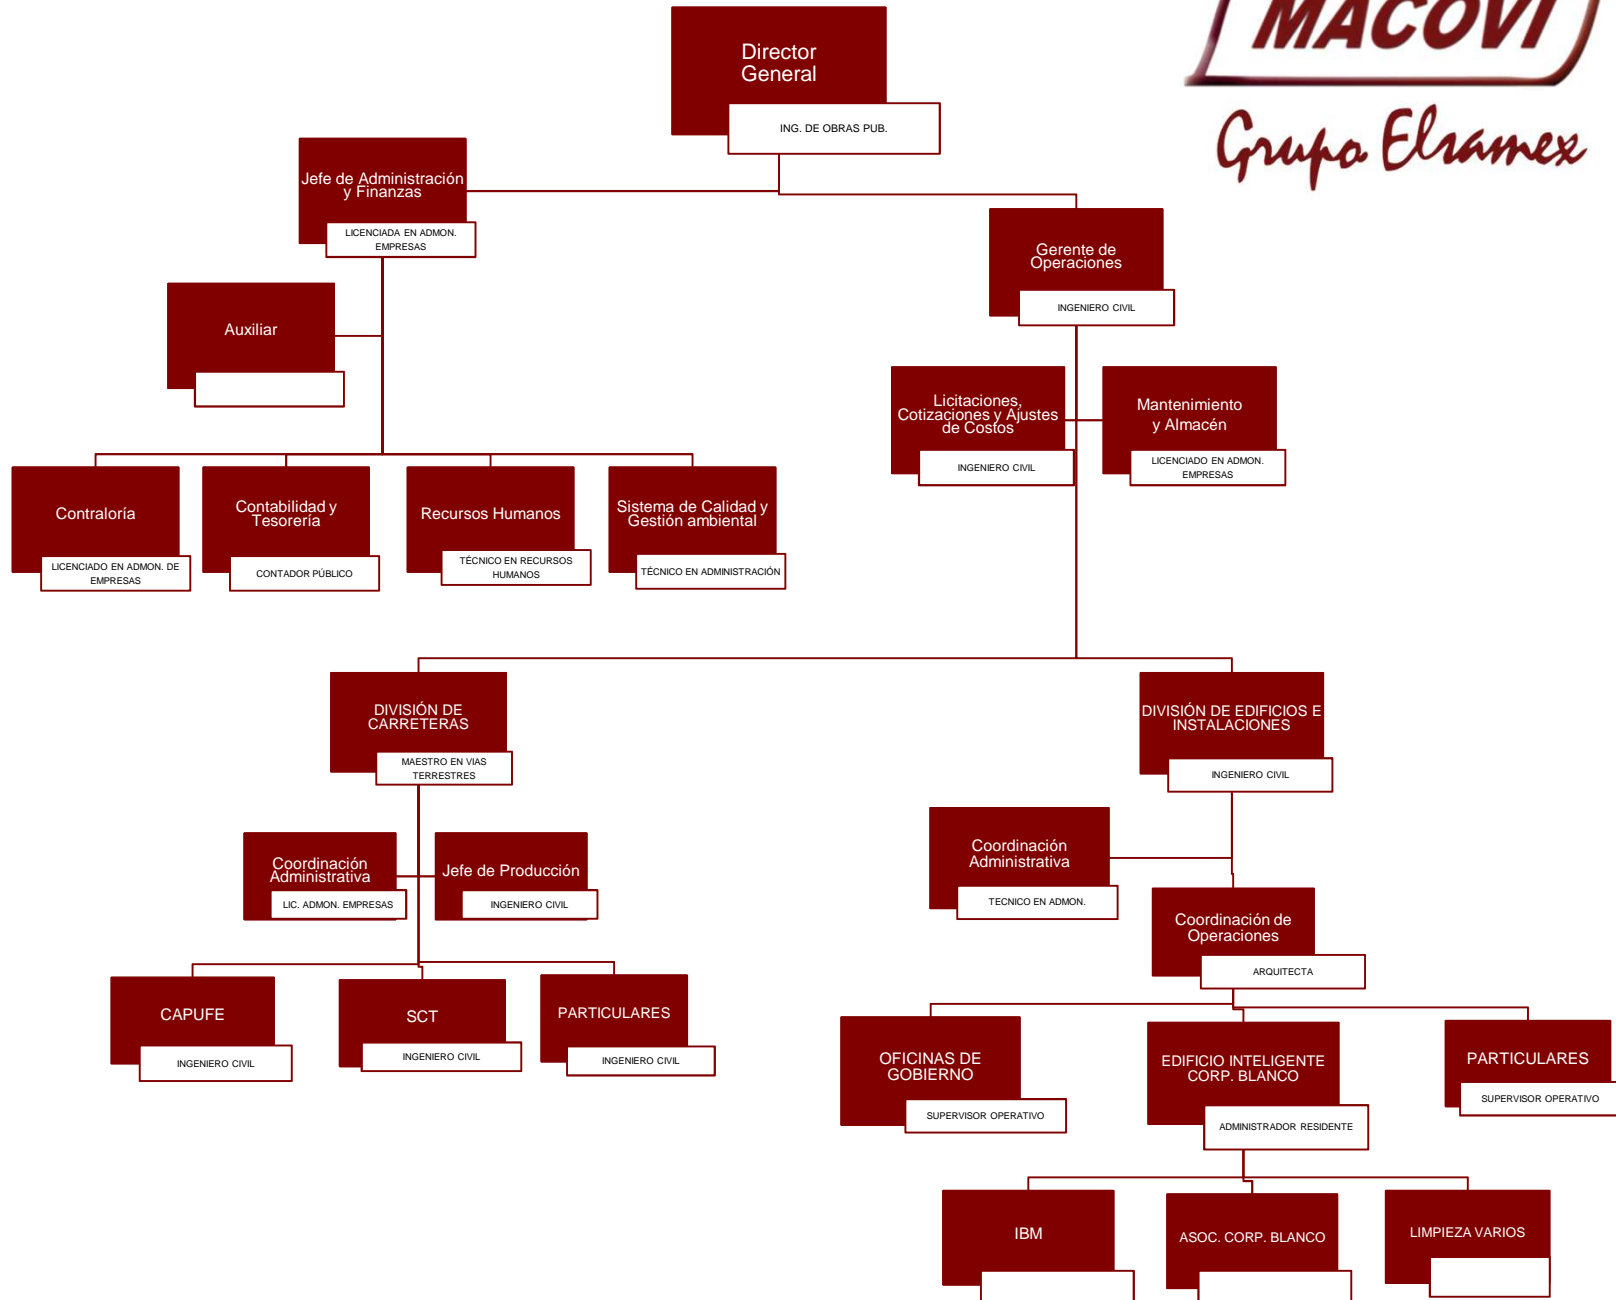 MACOVI
Grupo Elsamex
Director
General
ING. DE OBRAS PUB.
Jefe de Administración
y Finanzas
LICENCIADA EN ADMON.
EMPRESAS
Gerente de
Operaciones
INGENIERO CIVIL
Auxiliar
Licitaciones,
Cotizaciones y Ajustes
de Costos
INGENIERO CIVIL
Mantenimiento
y Almacén
LICENCIADO EN ADMON.
EMPRESAS
Contraloría
LICENCIADO EN ADMON. DE
EMPRESAS
Contabilidad y
Tesorería
CONTADOR PÚBLICO
Recursos Humanos
TÉCNICO EN RECURSOS
HUMANOS
Sistema de Calidad y
Gestión ambiental
TÉCNICO EN ADMINISTRACIÓN
DIVISIÓN DE
CARRETERAS
MAESTRO EN VIAS
TERRESTRES
DIVISIÓN DE EDIFICIOS E
INSTALACIONES
INGENIERO CIVIL
Coordinación
Administrativa
LIC. ADMON. EMPRESAS
Jefe de Producción
INGENIERO CIVIL
Coordinación
Administrativa
TECNICO EN ADMON.
Coordinación de
Operaciones
ARQUITECTA
CAPUFE
INGENIERO CIVIL
SCT
INGENIERO CIVIL
PARTICULARES
INGENIERO CIVIL
OFICINAS DE
GOBIERNO
SUPERVISOR OPERATIVO
EDIFICIO INTELIGENTE
CORP. BLANCO
ADMINISTRADOR RESIDENTE
PARTICULARES
SUPERVISOR OPERATIVO
IBM
ASOC. CORP. BLANCO
LIMPIEZA VARIOS